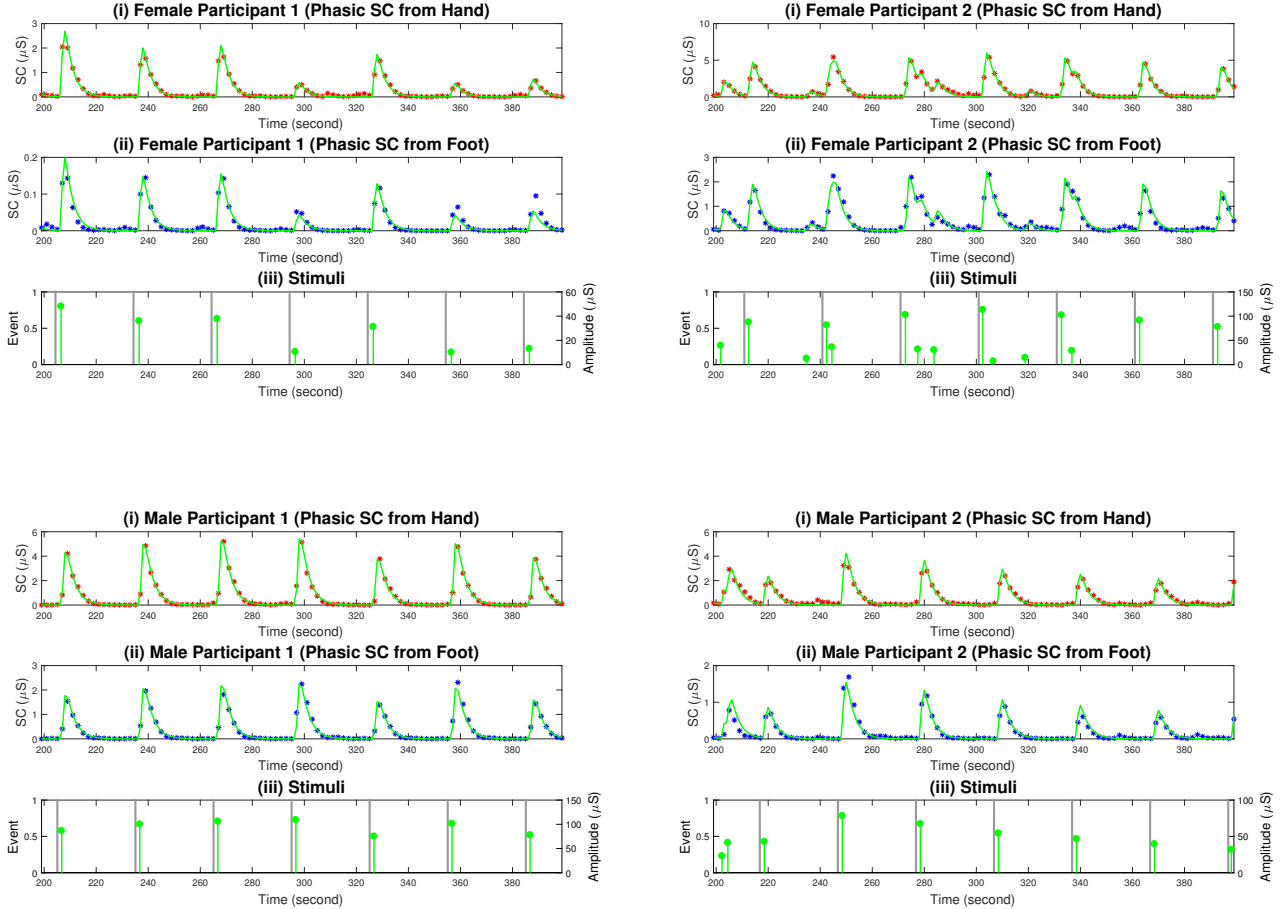 (i) Female Participant 1 (Phasic SC from Hand)
SC (μS)
3
2
1
0
200 220 240 260 280 300 320 340 360 380
Time (second)
(ii) Female Participant 1 (Phasic SC from Foot)
SC (μS)
0.2
0.1
0
200 220 240 260 280 300 320 340 360 380
Time (second)
(iii) Stimuli
Event
1
0.5
0
60
40
20
0
Amplitude (μS)
200 220 240 260 280 300 320 340 360 380
Time (second)
(i) Female Participant 2 (Phasic SC from Hand)
SC (μS)
10
5
0
200 220 240 260 280 300 320 340 360 380
Time (second)
(ii) Female Participant 2 (Phasic SC from Foot)
SC (μS)
3
2
1
0
200 220 240 260 280 300 320 340 360 380
Time (second)
(iii) Stimuli
Event
1
0.5
0
150
100
50
0
Amplitude (μS)
200 220 240 260 280 300 320 340 360 380
Time (second)
(i) Male Participant 1 (Phasic SC from Hand)
SC (μS)
6
4
2
0
200 220 240 260 280 300 320 340 360 380
Time (second)
(ii) Male Participant 1 (Phasic SC from Foot)
SC (μS)
3
2
1
0
200 220 240 260 280 300 320 340 360 380
Time (second)
(iii) Stimuli
Event
1
0.5
0
150
100
50
0
Amplitude (μS)
200 220 240 260 280 300 320 340 360 380
Time (second)
(i) Male Participant 2 (Phasic SC from Hand)
SC (μS)
6
4
2
0
200 220 240 260 280 300 320 340 360 380
Time (second)
(ii) Male Participant 2 (Phasic SC from Foot)
SC (μS)
2
1
0
200 220 240 260 280 300 320 340 360 380
Time (second)
(iii) Stimuli
Event
1
0.5
0
100
50
0
Amplitude (μS)
200 220 240 260 280 300 320 340 360 380
Time (second)